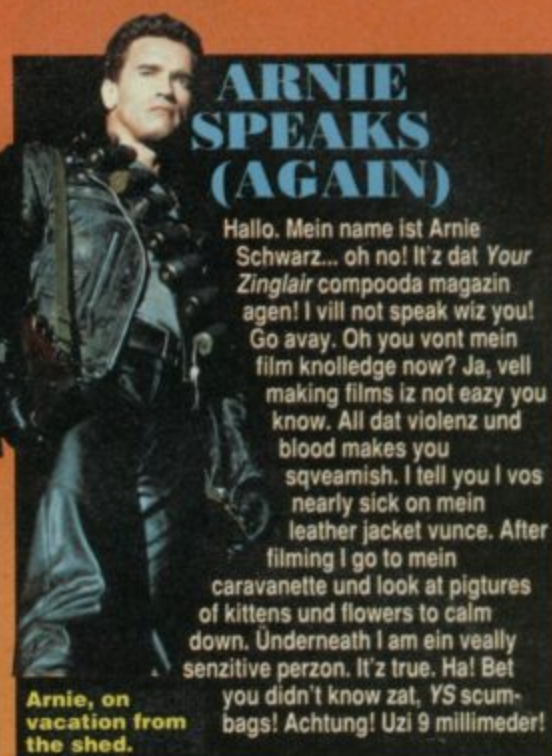 ARNIE
SPEAKS
(AGAIN)
Hallo. Mein name ist Arnie
Schwarz... oh no! It'z dat Your
Zinglair compooda magazin
agen! I vill not speak wiz you!
Go avay. Oh you vont mein
film knolledge now? Ja, vell
making films iz not eazy you
know. All dat violenz und
blood makes you
sqveamish. I tell you I vos
nearly sick on mein
leather jacket vunce. After
filming I go to mein
caravanette und look at pigtures
of kittens und flowers to calm
down. Ünderneath I am ein veally
senzitive perzon. It'z true. Ha! Bet
you didn't know zat, YS scum-
bags! Achtung! Uzi 9 millimeder!
Arnie, on
vacation from
the shed.